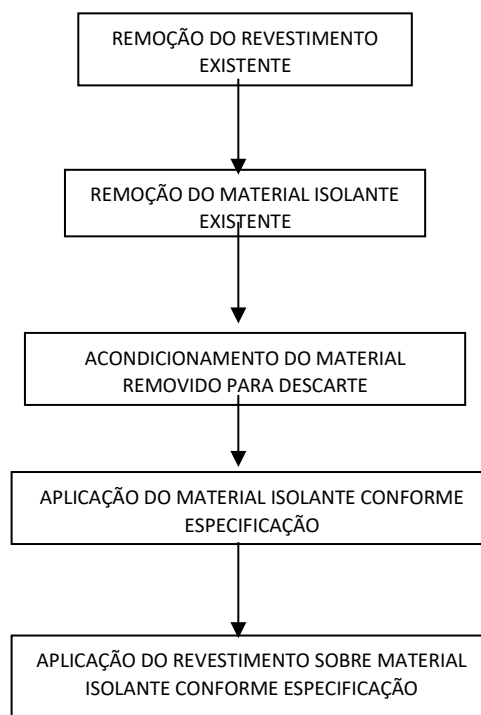 REMOÇÃO DO REVESTIMENTO
EXISTENTE
REMOÇÃO DO MATERIAL ISOLANTE
EXISTENTE
ACONDICIONAMENTO DO MATERIAL
REMOVIDO PARA DESCARTE
APLICAÇÃO DO MATERIAL ISOLANTE CONFORME
ESPECIFICAÇÃO
APLICAÇÃO DO REVESTIMENTO SOBRE MATERIAL
ISOLANTE CONFORME ESPECIFICAÇÃO